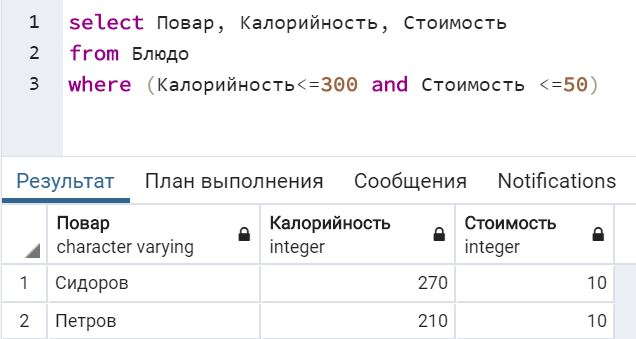 1 select Повар, Калорийность, Стоимость
2 from Блюдо
3 where (Калорийность<=300 and Стоимость <=50)
Результат План выполнения Сообщения Notifications
Повар Калорийность Стоимость
character varying integer integer
1 Сидоров 270 10
2 Петров 210 10